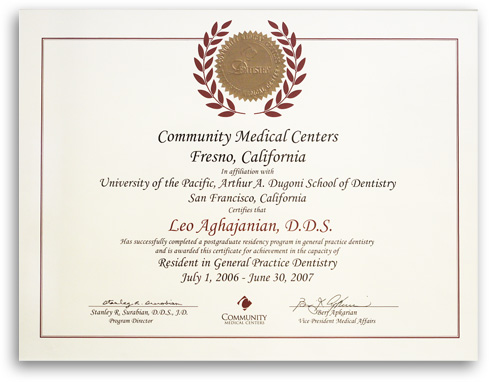 Community Medical Centers
Fresno, California
In affiliation with
University of the Pacific, Arthur A. Dugoni School of Dentistry
San Francisco, California
Certifies that
Leo Aghajanian, D.D.S.
Has successfully completed a postgraduate residency program in general practice dentistry
and is awarded this certificate for achievement in the capacity of
Resident in General Practice Dentistry
July 1, 2006 - June 30, 2007
Stanley R. Surabian
Stanley R. Surabian, D.D.S., J.D.
Program Director
COMMUNITY
MEDICAL CENTERS
Berj Apkarian
Vice President Medical Affairs